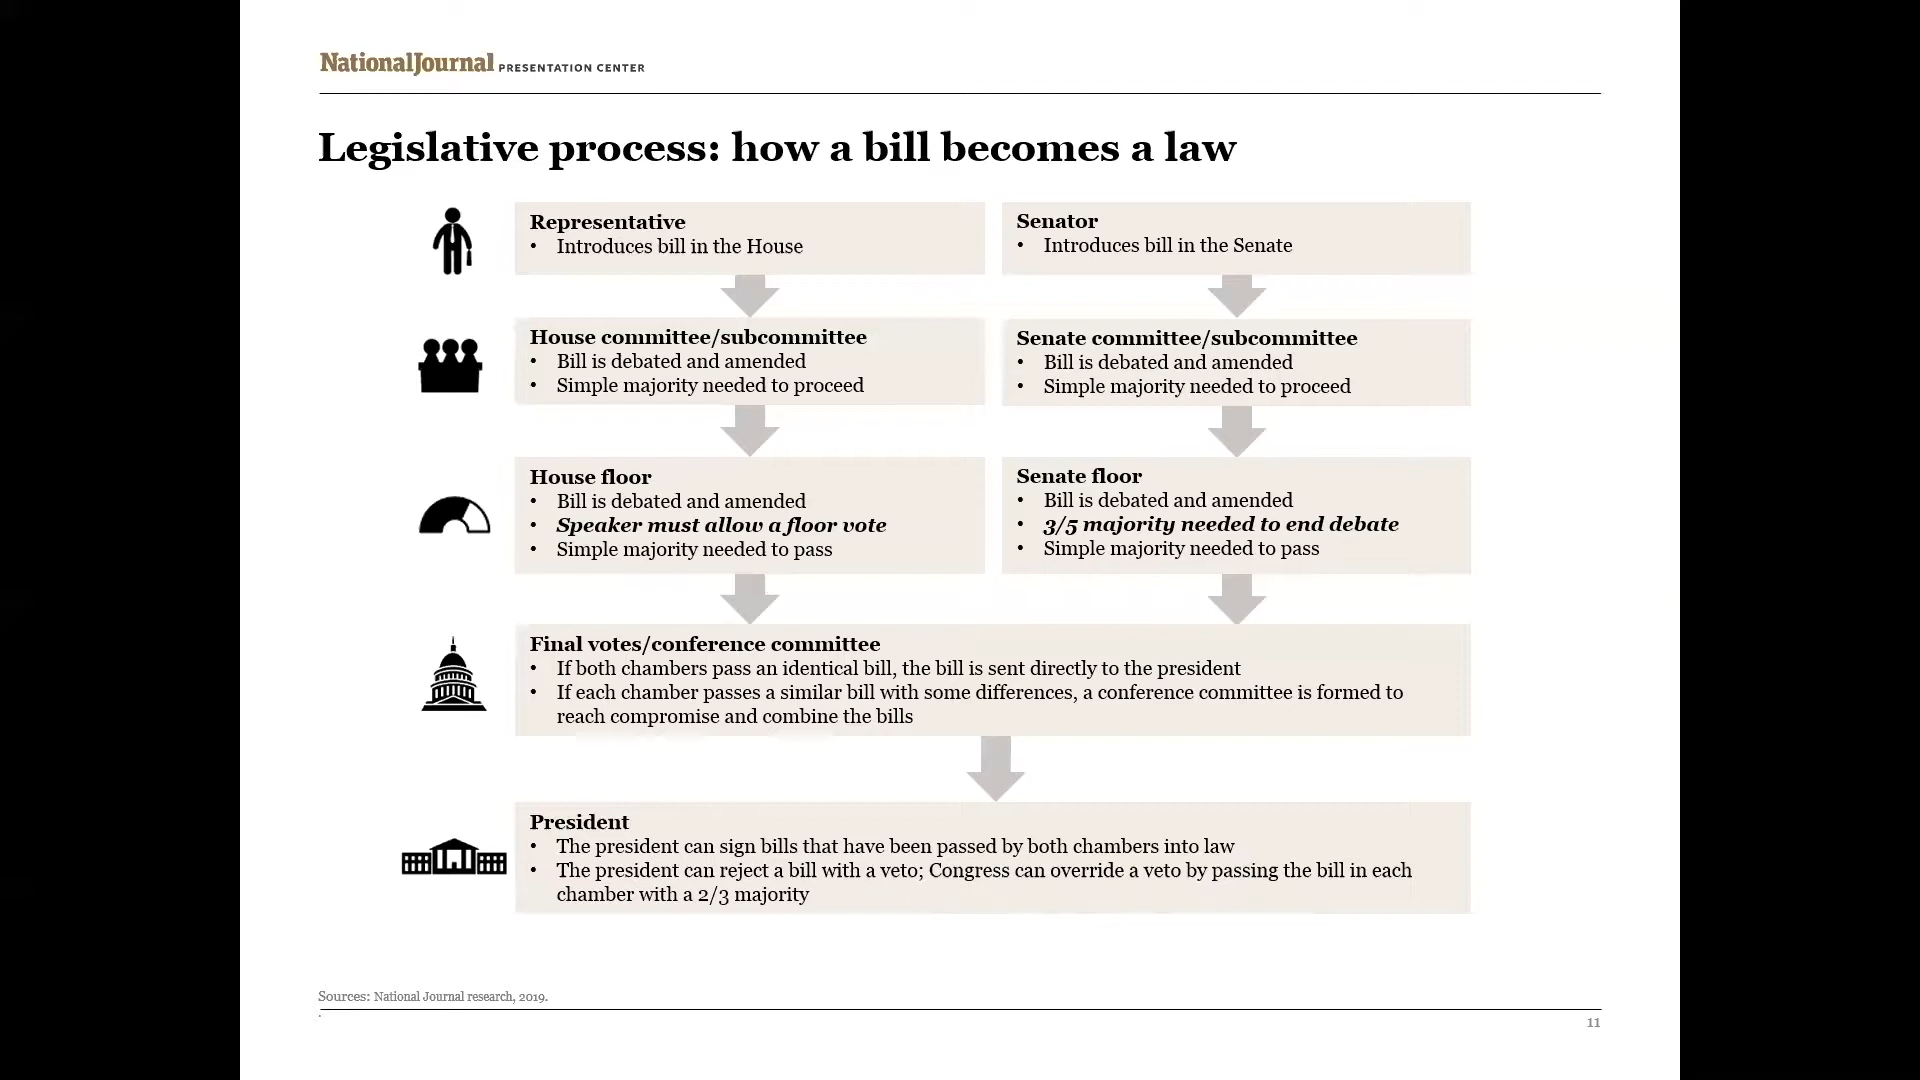 NationalJournal PRESENTATION CENTER
Legislative process: how a bill becomes a law
Representative
• Introduces bill in the House
Senator
• Introduces bill in the Senate
House committee/subcommittee
• Bill is debated and amended
• Simple majority needed to proceed
Senate committee/subcommittee
• Bill is debated and amended
• Simple majority needed to proceed
House floor
• Bill is debated and amended
• Speaker must allow a floor vote
• Simple majority needed to pass
Senate floor
• Bill is debated and amended
• 3/5 majority needed to end debate
• Simple majority needed to pass
Final votes/conference committee
• If both chambers pass an identical bill, the bill is sent directly to the president
• If each chamber passes a similar bill with some differences, a conference committee is formed to
reach compromise and combine the bills
President
• The president can sign bills that have been passed by both chambers into law
• The president can reject a bill with a veto; Congress can override a veto by passing the bill in each
chamber with a 2/3 majority
Sources: National Journal research, 2019.
.
11